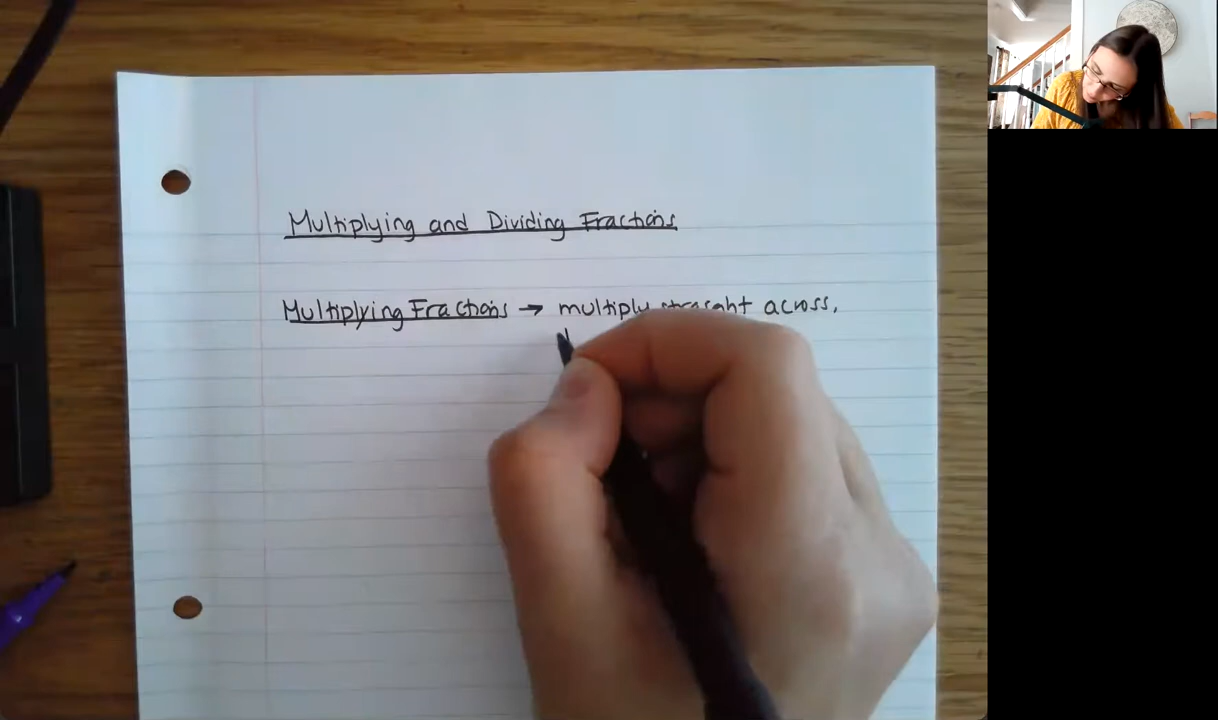 Multiplying and Dividing Fractions
Multiplying Fractions → multiply straight across,